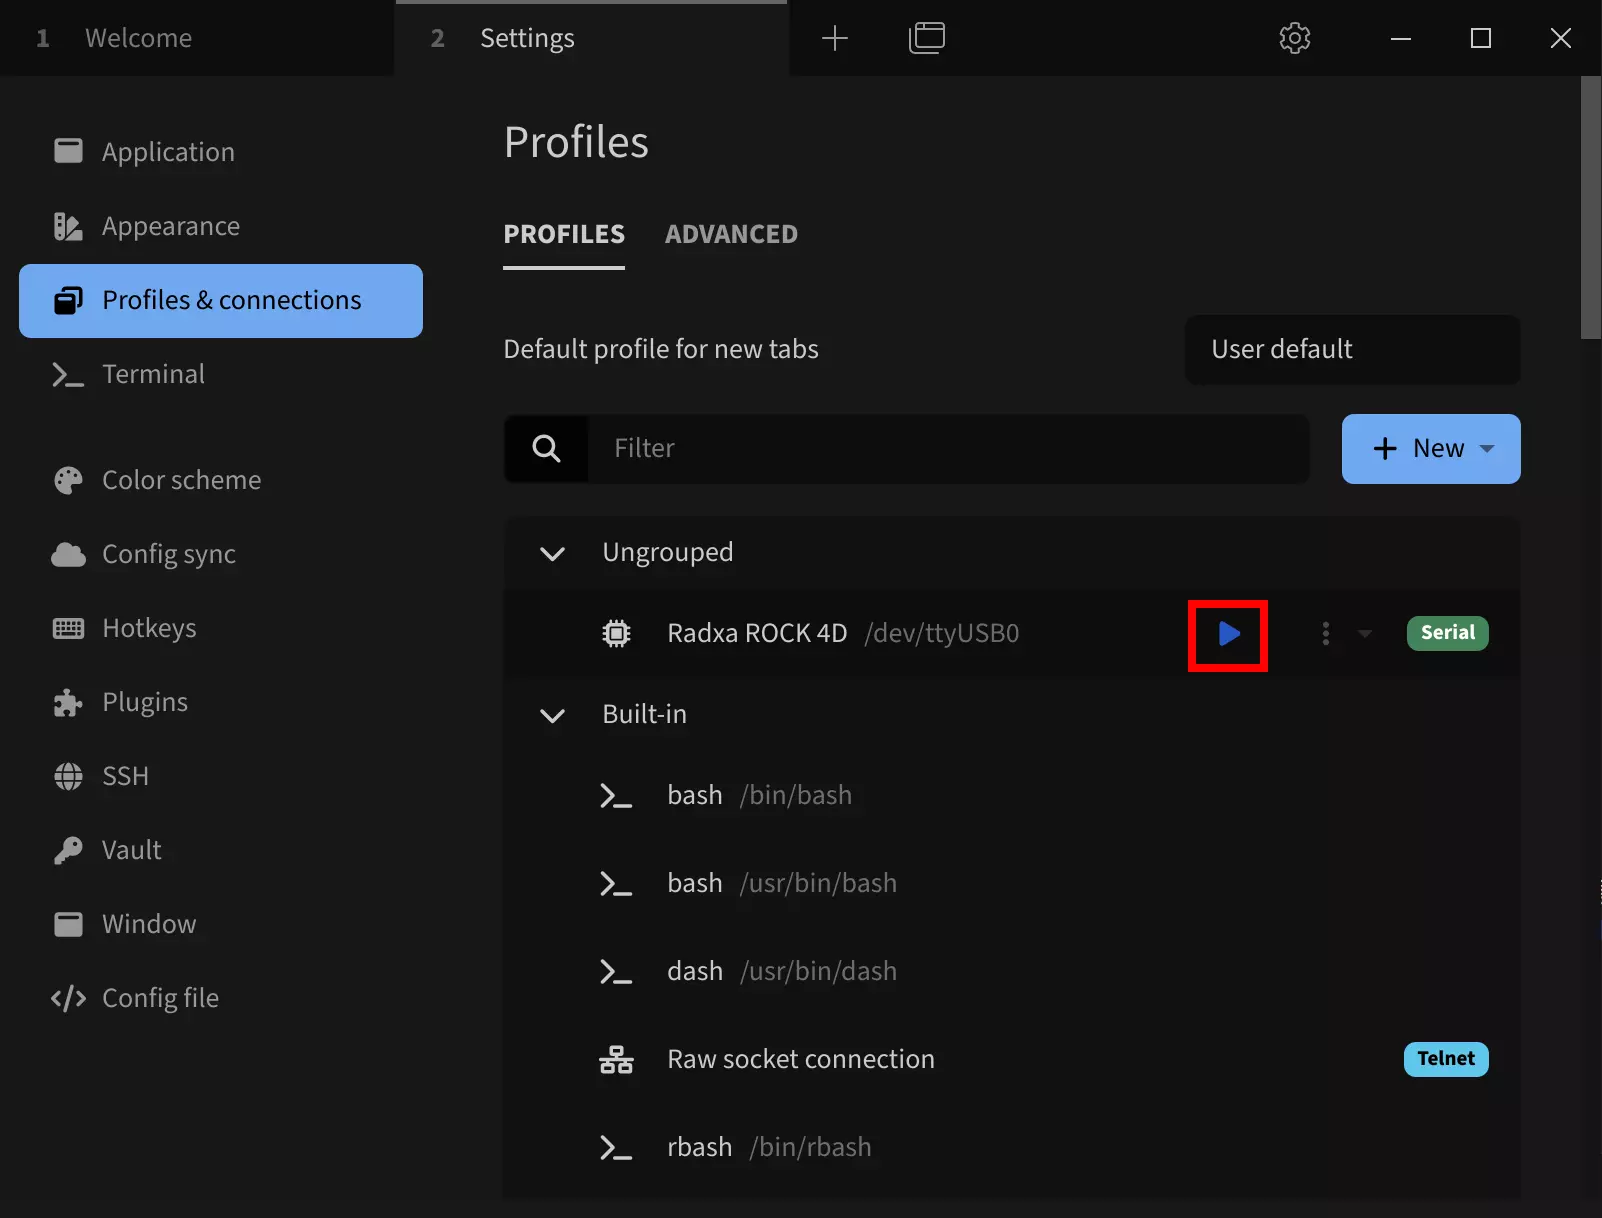 1 Welcome
2 Settings
Application
Appearance
Profiles & connections
Terminal
Color scheme
Config sync
Hotkeys
Plugins
SSH
Vault
Window
Config file
Profiles
PROFILES ADVANCED
Default profile for new tabs User default
Filter
New
Ungrouped
Radxa ROCK 4D /dev/ttyUSB0 Serial
Built-in
bash /bin/bash
bash /usr/bin/bash
dash /usr/bin/dash
Raw socket connection Telnet
rbash /bin/rbash